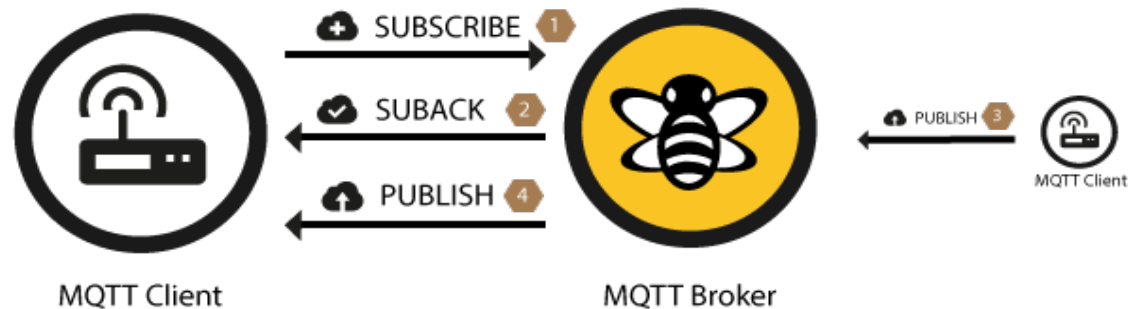 SUBSCRIBE 1
SUBACK 2
PUBLISH 4
MQTT Client
MQTT Broker
PUBLISH 3
MQTT Client